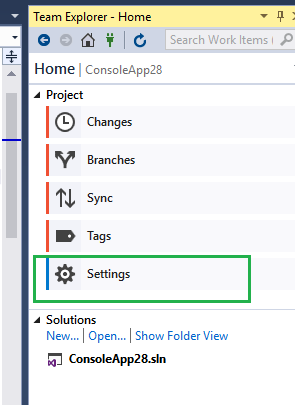 Team Explorer - Home
Search Work Items (
Home | ConsoleApp28
Project
Changes
Branches
Sync
Tags
Settings
Solutions
New... | Open... | Show Folder View
ConsoleApp28.sln